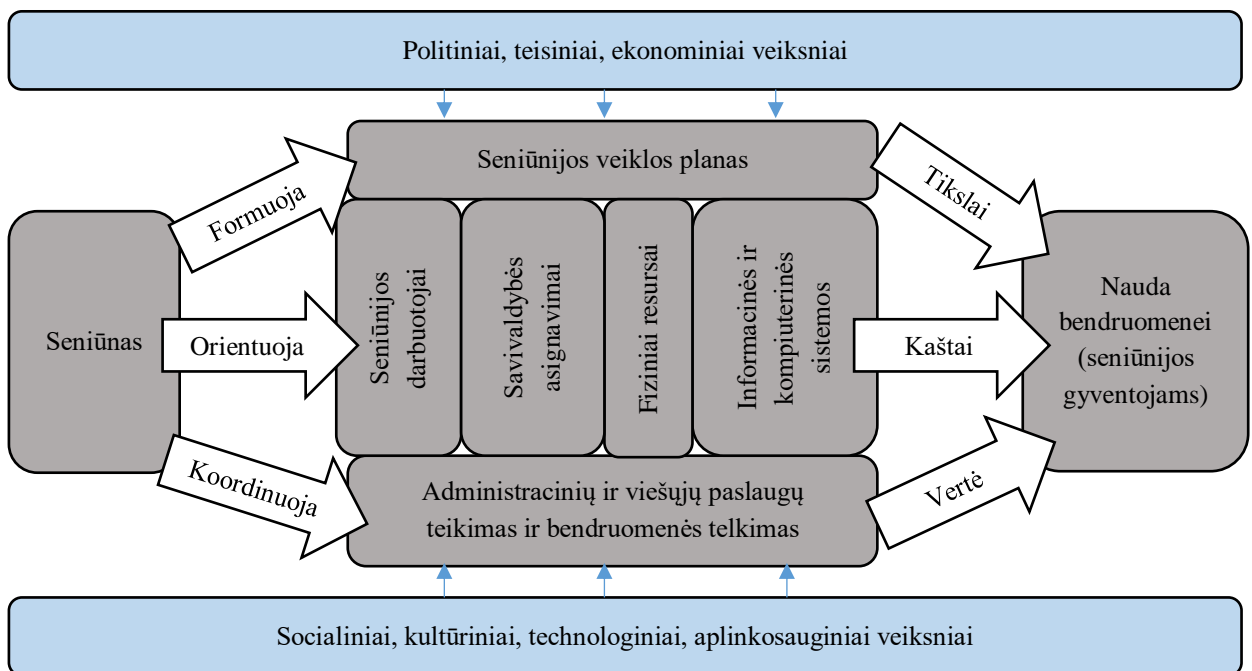 Politiniai, teisiniai, ekonominiai veiksniai
Seniūnijos veiklos planas
Formuoja
Tikslai
Seniūnas
Orientuoja
Seniūnijos
darbuotojai
Savivaldybės
asignavimai
Fiziniai resursai
Informacinės ir
kompiuterinės
sistemos
Kaštai
Nauda
bendruomenei
(seniūnijos
gyventojams)
Koordinuoja
Administracinių ir viešųjų paslaugų
teikimas ir bendruomenės telkimas
Vertė
Socialiniai, kultūriniai, technologiniai, aplinkosauginiai veiksniai